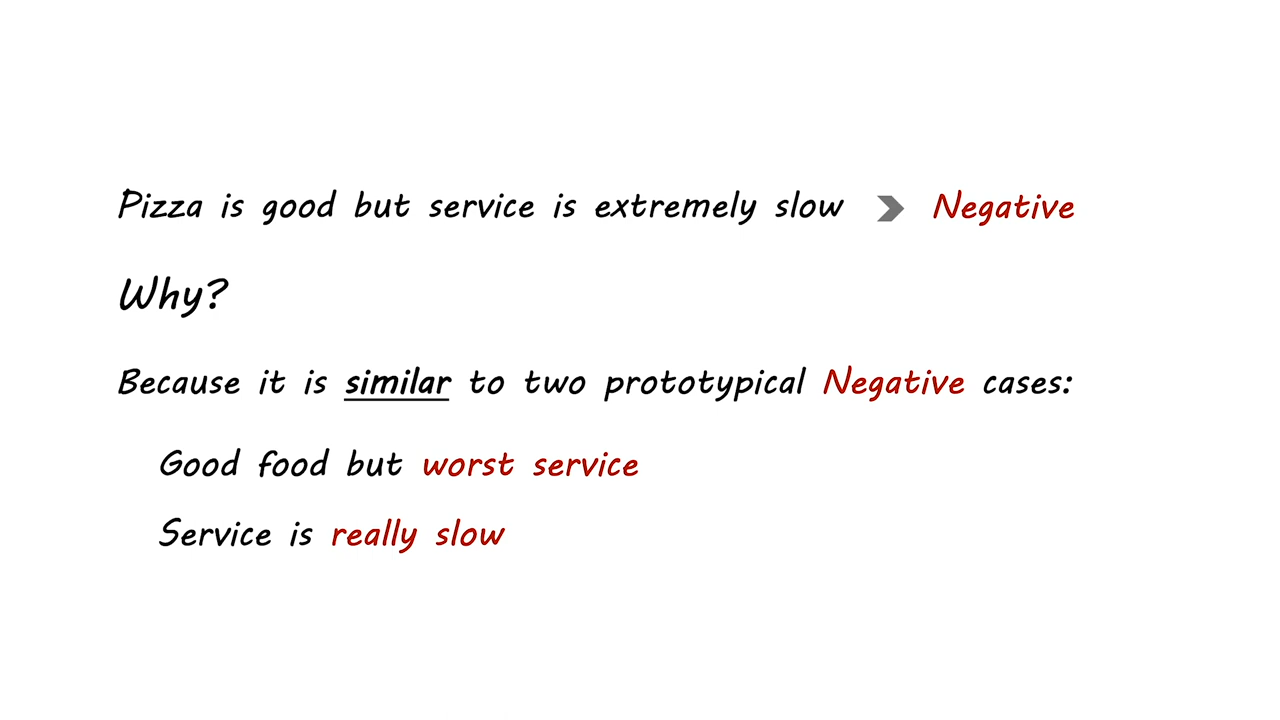 Pizza is good but service is extremely slow Negative
Why?
Because it is similar to two prototypical Negative cases:
Good food but worst service
Service is really slow